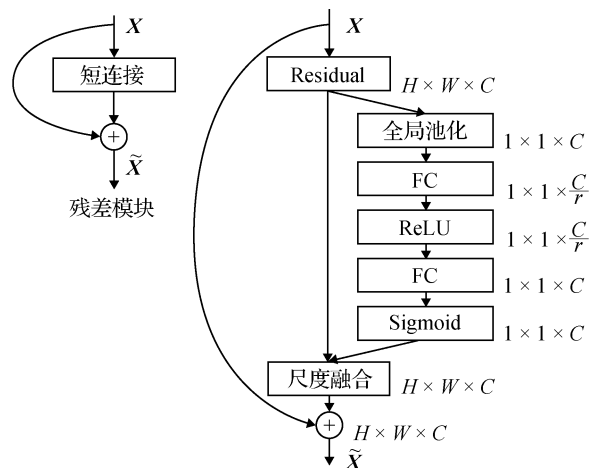 X
短连接
+
X̃
残差模块
X
Residual
H × W × C
全局池化
1 × 1 × C
FC
1 × 1 × C/r
ReLU
1 × 1 × C/r
FC
1 × 1 × C
Sigmoid
1 × 1 × C
尺度融合
H × W × C
+
H × W × C
X̃